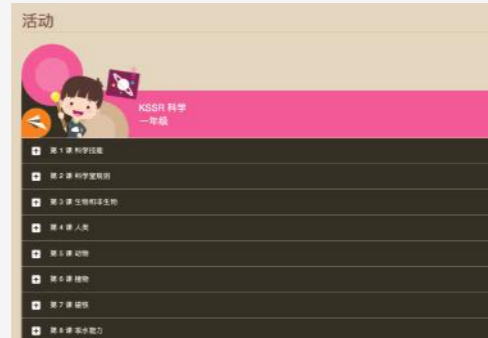 活动
KSSR 科学
一年级
第 1 课 科学技能
第 2 课 科学室规则
第 3 课 生物和非生物
第 4 课 人类
第 5 课 动物
第 6 课 植物
第 7 课 磁铁
第 8 课 吸水能力